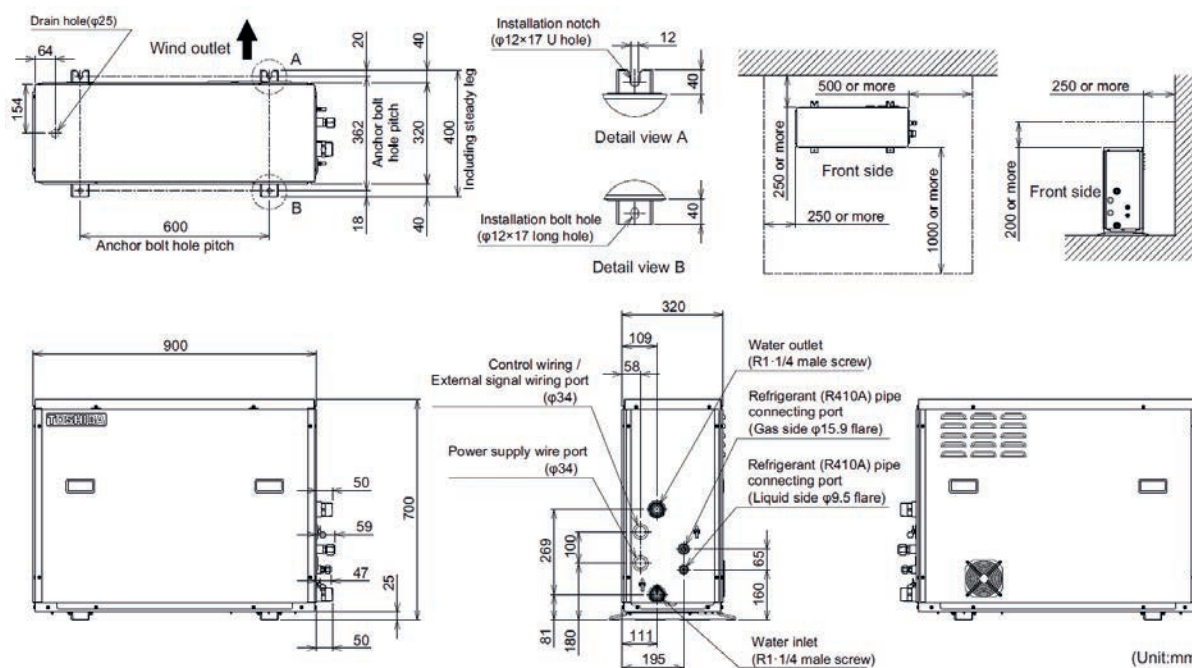 Drain hole(φ25)
64
Wind outlet
A
20
40
154
362
Anchor bolt
hole pitch
320
400
Including steady leg
B
18
40
600
Anchor bolt hole pitch
Installation notch
(φ12×17 U hole)
12
40
Detail view A
Installation bolt hole
(φ12×17 long hole)
40
Detail view B
500 or more
250 or more
Front side
250 or more
1000 or more
250 or more
200 or more
Front side
900
TOSHIBA
50
59
47
50
25
700
320
109
58
Control wiring /
External signal wiring port
(φ34)
Power supply wire port
(φ34)
269
100
81
180
111
195
65
160
Water outlet
(R1·1/4 male screw)
Refrigerant (R410A) pipe
connecting port
(Gas side φ15.9 flare)
Refrigerant (R410A) pipe
connecting port
(Liquid side φ9.5 flare)
Water inlet
(R1·1/4 male screw)
(Unit:mm